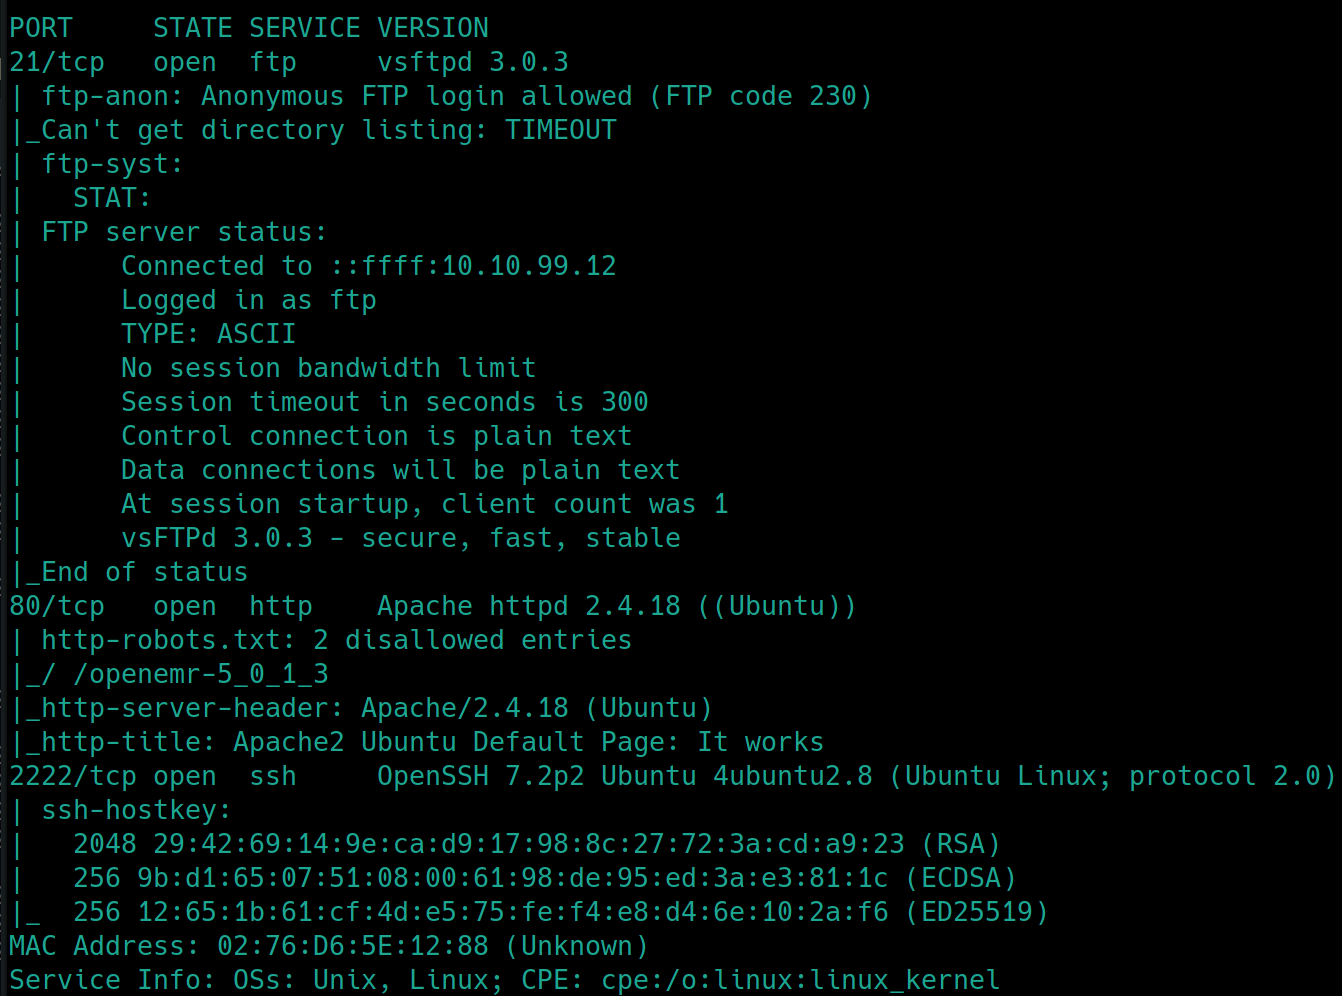 PORT     STATE SERVICE VERSION
21/tcp   open  ftp     vsftpd 3.0.3
| ftp-anon: Anonymous FTP login allowed (FTP code 230)
|_Can't get directory listing: TIMEOUT
| ftp-syst:
|   STAT:
| FTP server status:
|      Connected to ::ffff:10.10.99.12
|      Logged in as ftp
|      TYPE: ASCII
|      No session bandwidth limit
|      Session timeout in seconds is 300
|      Control connection is plain text
|      Data connections will be plain text
|      At session startup, client count was 1
|      vsFTPd 3.0.3 - secure, fast, stable
|_End of status
80/tcp   open  http    Apache httpd 2.4.18 ((Ubuntu))
| http-robots.txt: 2 disallowed entries
|_/ /openemr-5_0_1_3
|_http-server-header: Apache/2.4.18 (Ubuntu)
|_http-title: Apache2 Ubuntu Default Page: It works
2222/tcp open  ssh     OpenSSH 7.2p2 Ubuntu 4ubuntu2.8 (Ubuntu Linux; protocol 2.0)
| ssh-hostkey:
|   2048 29:42:69:14:9e:ca:d9:17:98:8c:27:72:3a:cd:a9:23 (RSA)
|   256 9b:d1:65:07:51:08:00:61:98:de:95:ed:3a:e3:81:1c (ECDSA)
|_  256 12:65:1b:61:cf:4d:e5:75:fe:f4:e8:d4:6e:10:2a:f6 (ED25519)
MAC Address: 02:76:D6:5E:12:88 (Unknown)
Service Info: OSs: Unix, Linux; CPE: cpe:/o:linux:linux_kernel